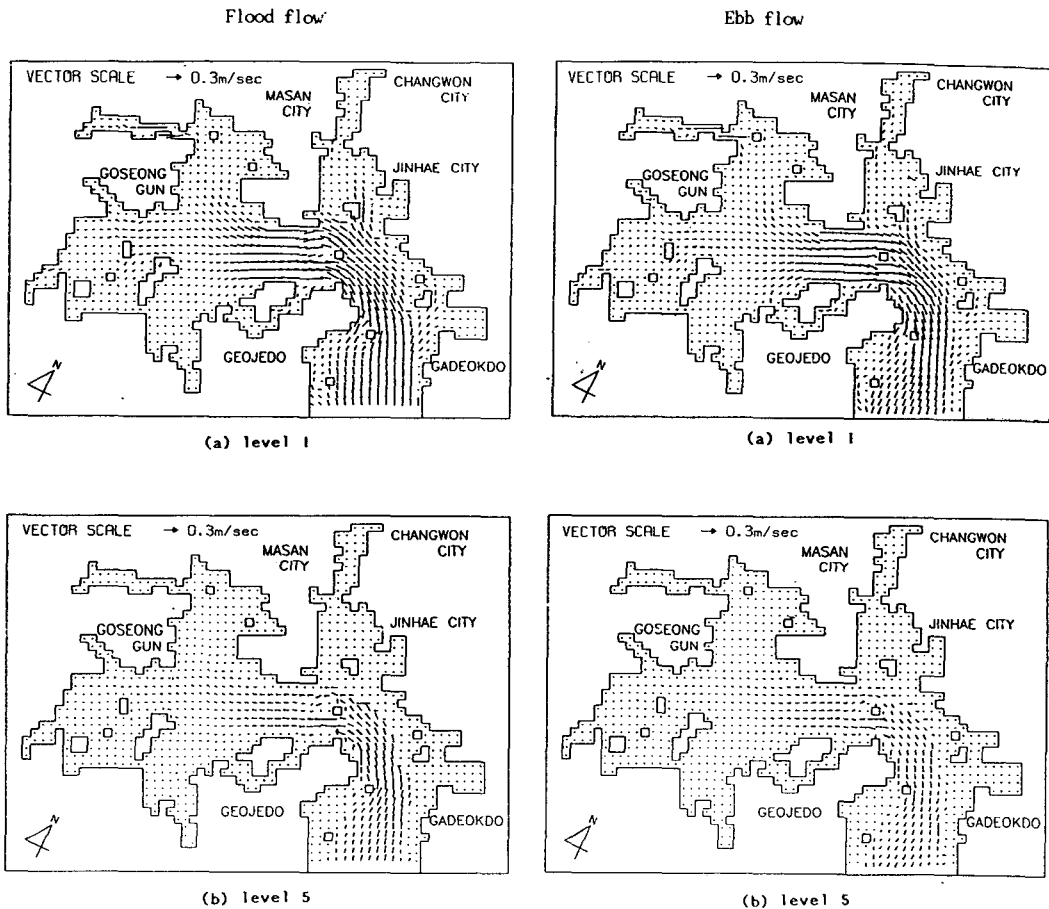 Flood flow
Ebb flow
VECTOR SCALE → 0.3m/sec
MASAN
CITY
CHANGWON
CITY
GOSEONG
GUN
JINHAE CITY
GEOJEDO
GADEOKDO
N
(a) level 1
VECTOR SCALE → 0.3m/sec
MASAN
CITY
CHANGWON
CITY
GOSEONG
GUN
JINHAE CITY
GEOJEDO
GADEOKDO
N
(a) level 1
VECTOR SCALE → 0.3m/sec
MASAN
CITY
CHANGWON
CITY
GOSEONG
GUN
JINHAE CITY
GEOJEDO
GADEOKDO
N
(b) level 5
VECTOR SCALE → 0.3m/sec
MASAN
CITY
CHANGWON
CITY
GOSEONG
GUN
JINHAE CITY
GEOJEDO
GADEOKDO
N
(b) level 5